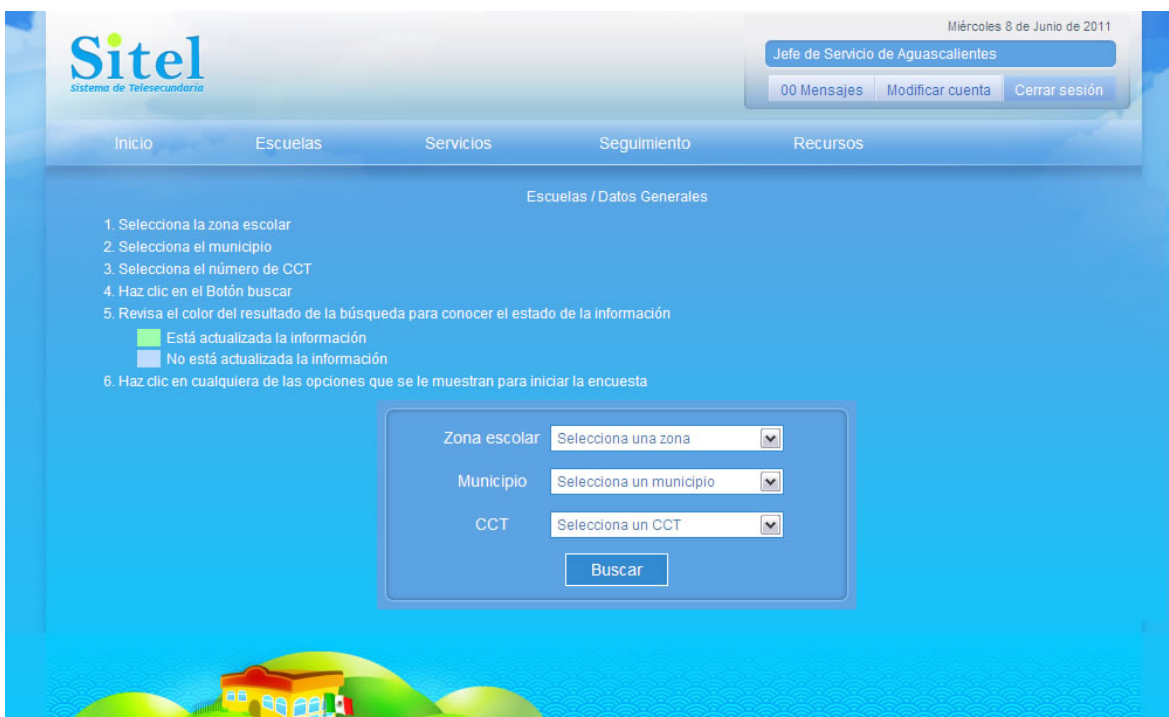 Miércoles 8 de Junio de 2011
Sitel
Sistema de Telesecundaria
Jefe de Servicio de Aguascalientes
00 Mensajes Modificar cuenta Cerrar sesión
Inicio Escuelas Servicios Seguimiento Recursos
Escuelas / Datos Generales
1. Selecciona la zona escolar
2. Selecciona el municipio
3. Selecciona el número de CCT
4. Haz clic en el Botón buscar
5. Revisa el color del resultado de la búsqueda para conocer el estado de la información
Está actualizada la información
No está actualizada la información
6. Haz clic en cualquiera de las opciones que se le muestran para iniciar la encuesta
Zona escolar Selecciona una zona
Municipio Selecciona un municipio
CCT Selecciona un CCT
Buscar